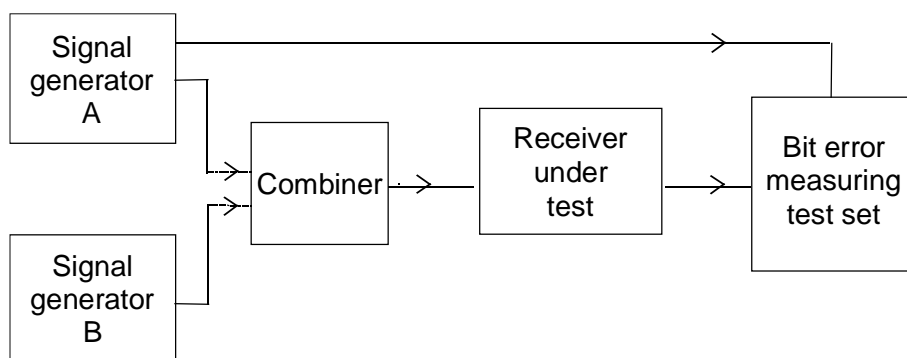 Signal
generator
A
Combiner
Receiver
under
test
Bit error
measuring
test set
Signal
generator
B